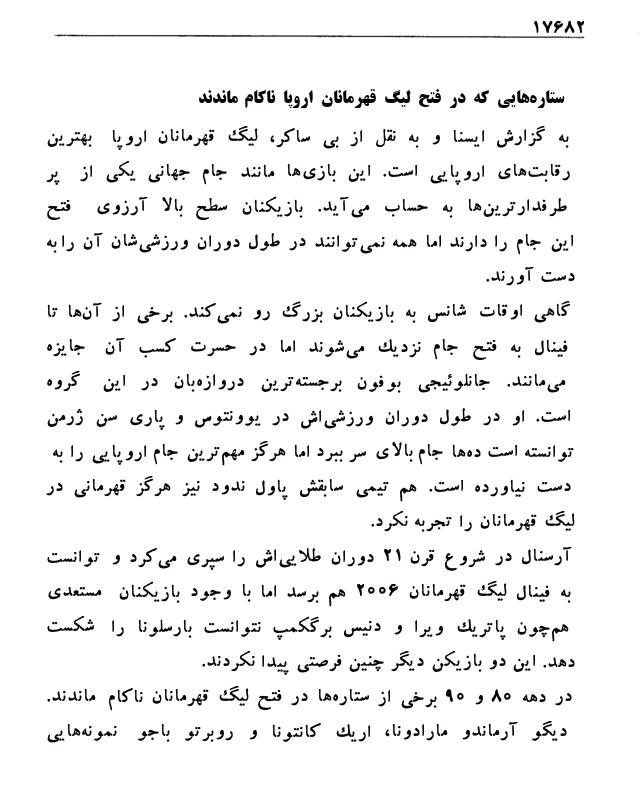 ۱۷۶۸۲
ستاره‌هایی که در فتح لیگ قهرمانان اروپا ناکام ماندند
به گزارش ایسنا و به نقل از بی ساکر، لیگ قهرمانان اروپا بهترین
رقابت‌های اروپایی است. این بازی‌ها مانند جام جهانی یکی از پر
طرفدارترین‌ها به حساب می‌آید. بازیکنان سطح بالا آرزوی فتح
این جام را دارند اما همه نمی‌توانند در طول دوران ورزشی‌شان آن را به
دست آورند.
گاهی اوقات شانس به بازیکنان بزرگ رو نمی‌کند. برخی از آن‌ها تا
فینال به فتح جام نزدیک می‌شوند اما در حسرت کسب آن جایزه
می‌مانند. جانلوئیجی بوفون برجسته‌ترین دروازه‌بان در این گروه
است. او در طول دوران ورزشی‌اش در یوونتوس و پاری سن ژرمن
توانسته است ده‌ها جام بالای سر ببرد اما هرگز مهم‌ترین جام اروپایی را به
دست نیاورده است. هم تیمی سابقش پاول ندود نیز هرگز قهرمانی در
لیگ قهرمانان را تجربه نکرد.
آرسنال در شروع قرن ۲۱ دوران طلایی‌اش را سپری می‌کرد و توانست
به فینال لیگ قهرمانان ۲۰۰۶ هم برسد اما با وجود بازیکنان مستعدی
هم‌چون پاتریک ویرا و دنیس برگکمپ نتوانست بارسلونا را شکست
دهد. این دو بازیکن دیگر چنین فرصتی پیدا نکردند.
در دهه ۸۰ و ۹۰ برخی از ستاره‌ها در فتح لیگ قهرمانان ناکام ماندند.
دیگو آرماندو مارادونا، اریک کانتونا و روبرتو باجو نمونه‌هایی